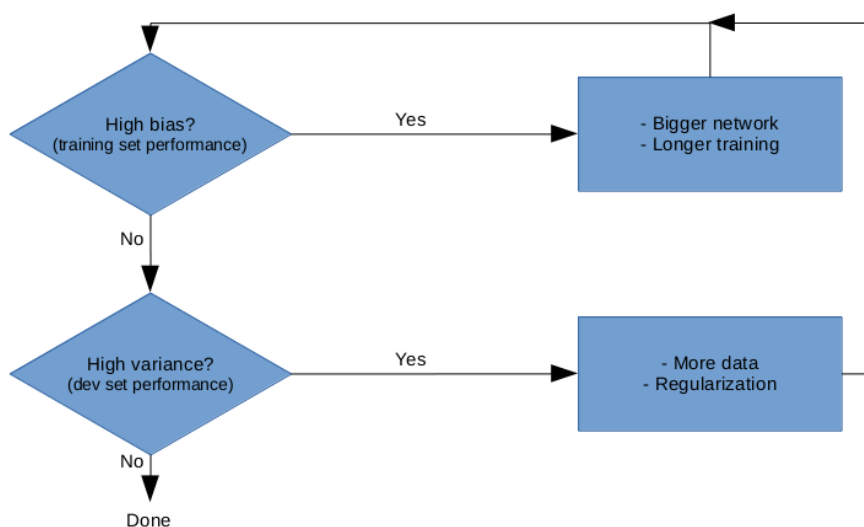 High bias?
(training set performance)
Yes
- Bigger network
- Longer training
No
High variance?
(dev set performance)
Yes
- More data
- Regularization
No
Done